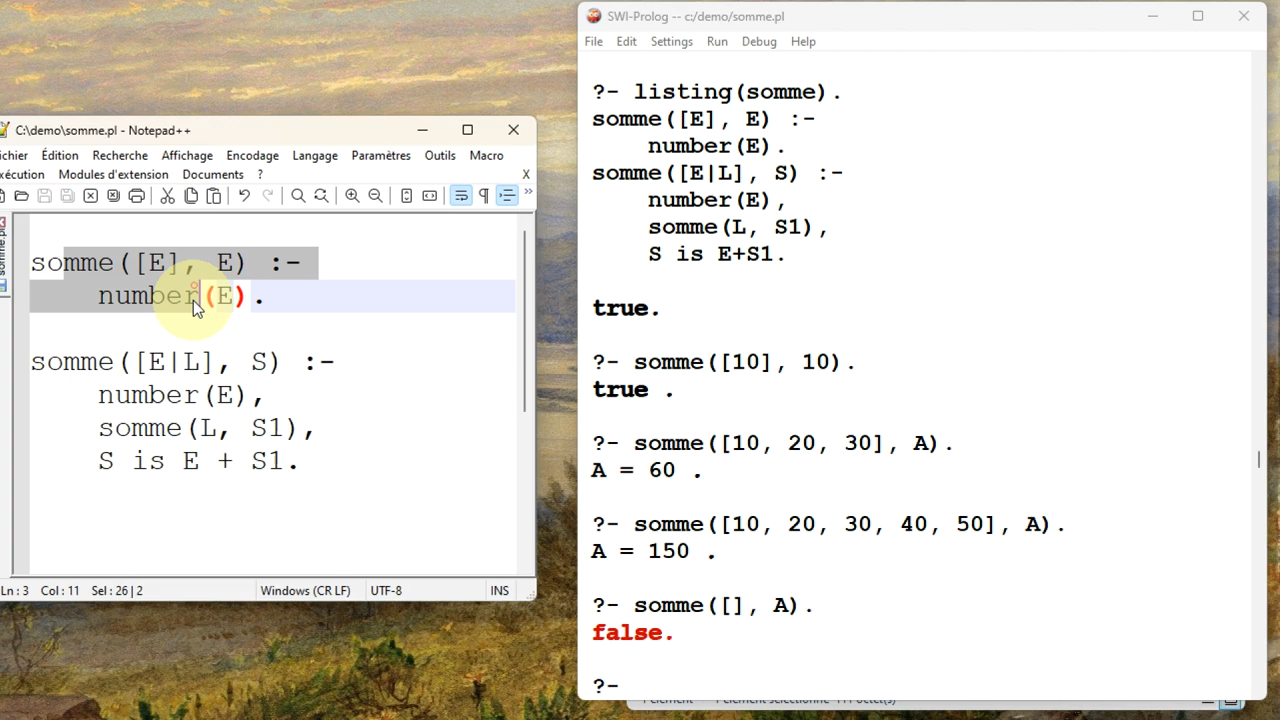 C:\demo\somme.pl - Notepad++
ichier Édition Recherche Affichage Encodage Langage Paramètres Outils Macro
xécution Modules d'extension Documents ? X
somme.pl
somme([E], E) :-
number(E).
somme([E|L], S) :-
number(E),
somme(L, S1),
S is E + S1.
Ln : 3 Col : 11 Sel : 26 | 2 Windows (CR LF) UTF-8 INS
SWI-Prolog -- c:/demo/somme.pl
File Edit Settings Run Debug Help
?- listing(somme).
somme([E], E) :-
number(E).
somme([E|L], S) :-
number(E),
somme(L, S1),
S is E+S1.
true.
?- somme([10], 10).
true .
?- somme([10, 20, 30], A).
A = 60 .
?- somme([10, 20, 30, 40, 50], A).
A = 150 .
?- somme([], A).
false.
?-